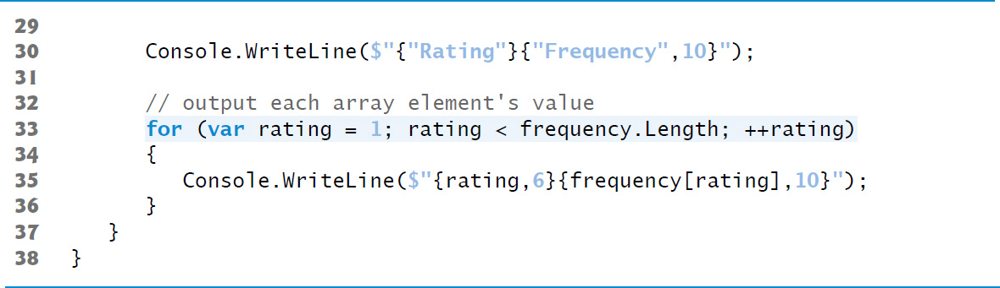 29
30 Console.WriteLine($"{"Rating"}{"Frequency",10}");
31
32 // output each array element's value
33 for (var rating = 1; rating < frequency.Length; ++rating)
34 {
35 Console.WriteLine($"{rating,6}{frequency[rating],10}");
36 }
37 }
38 }